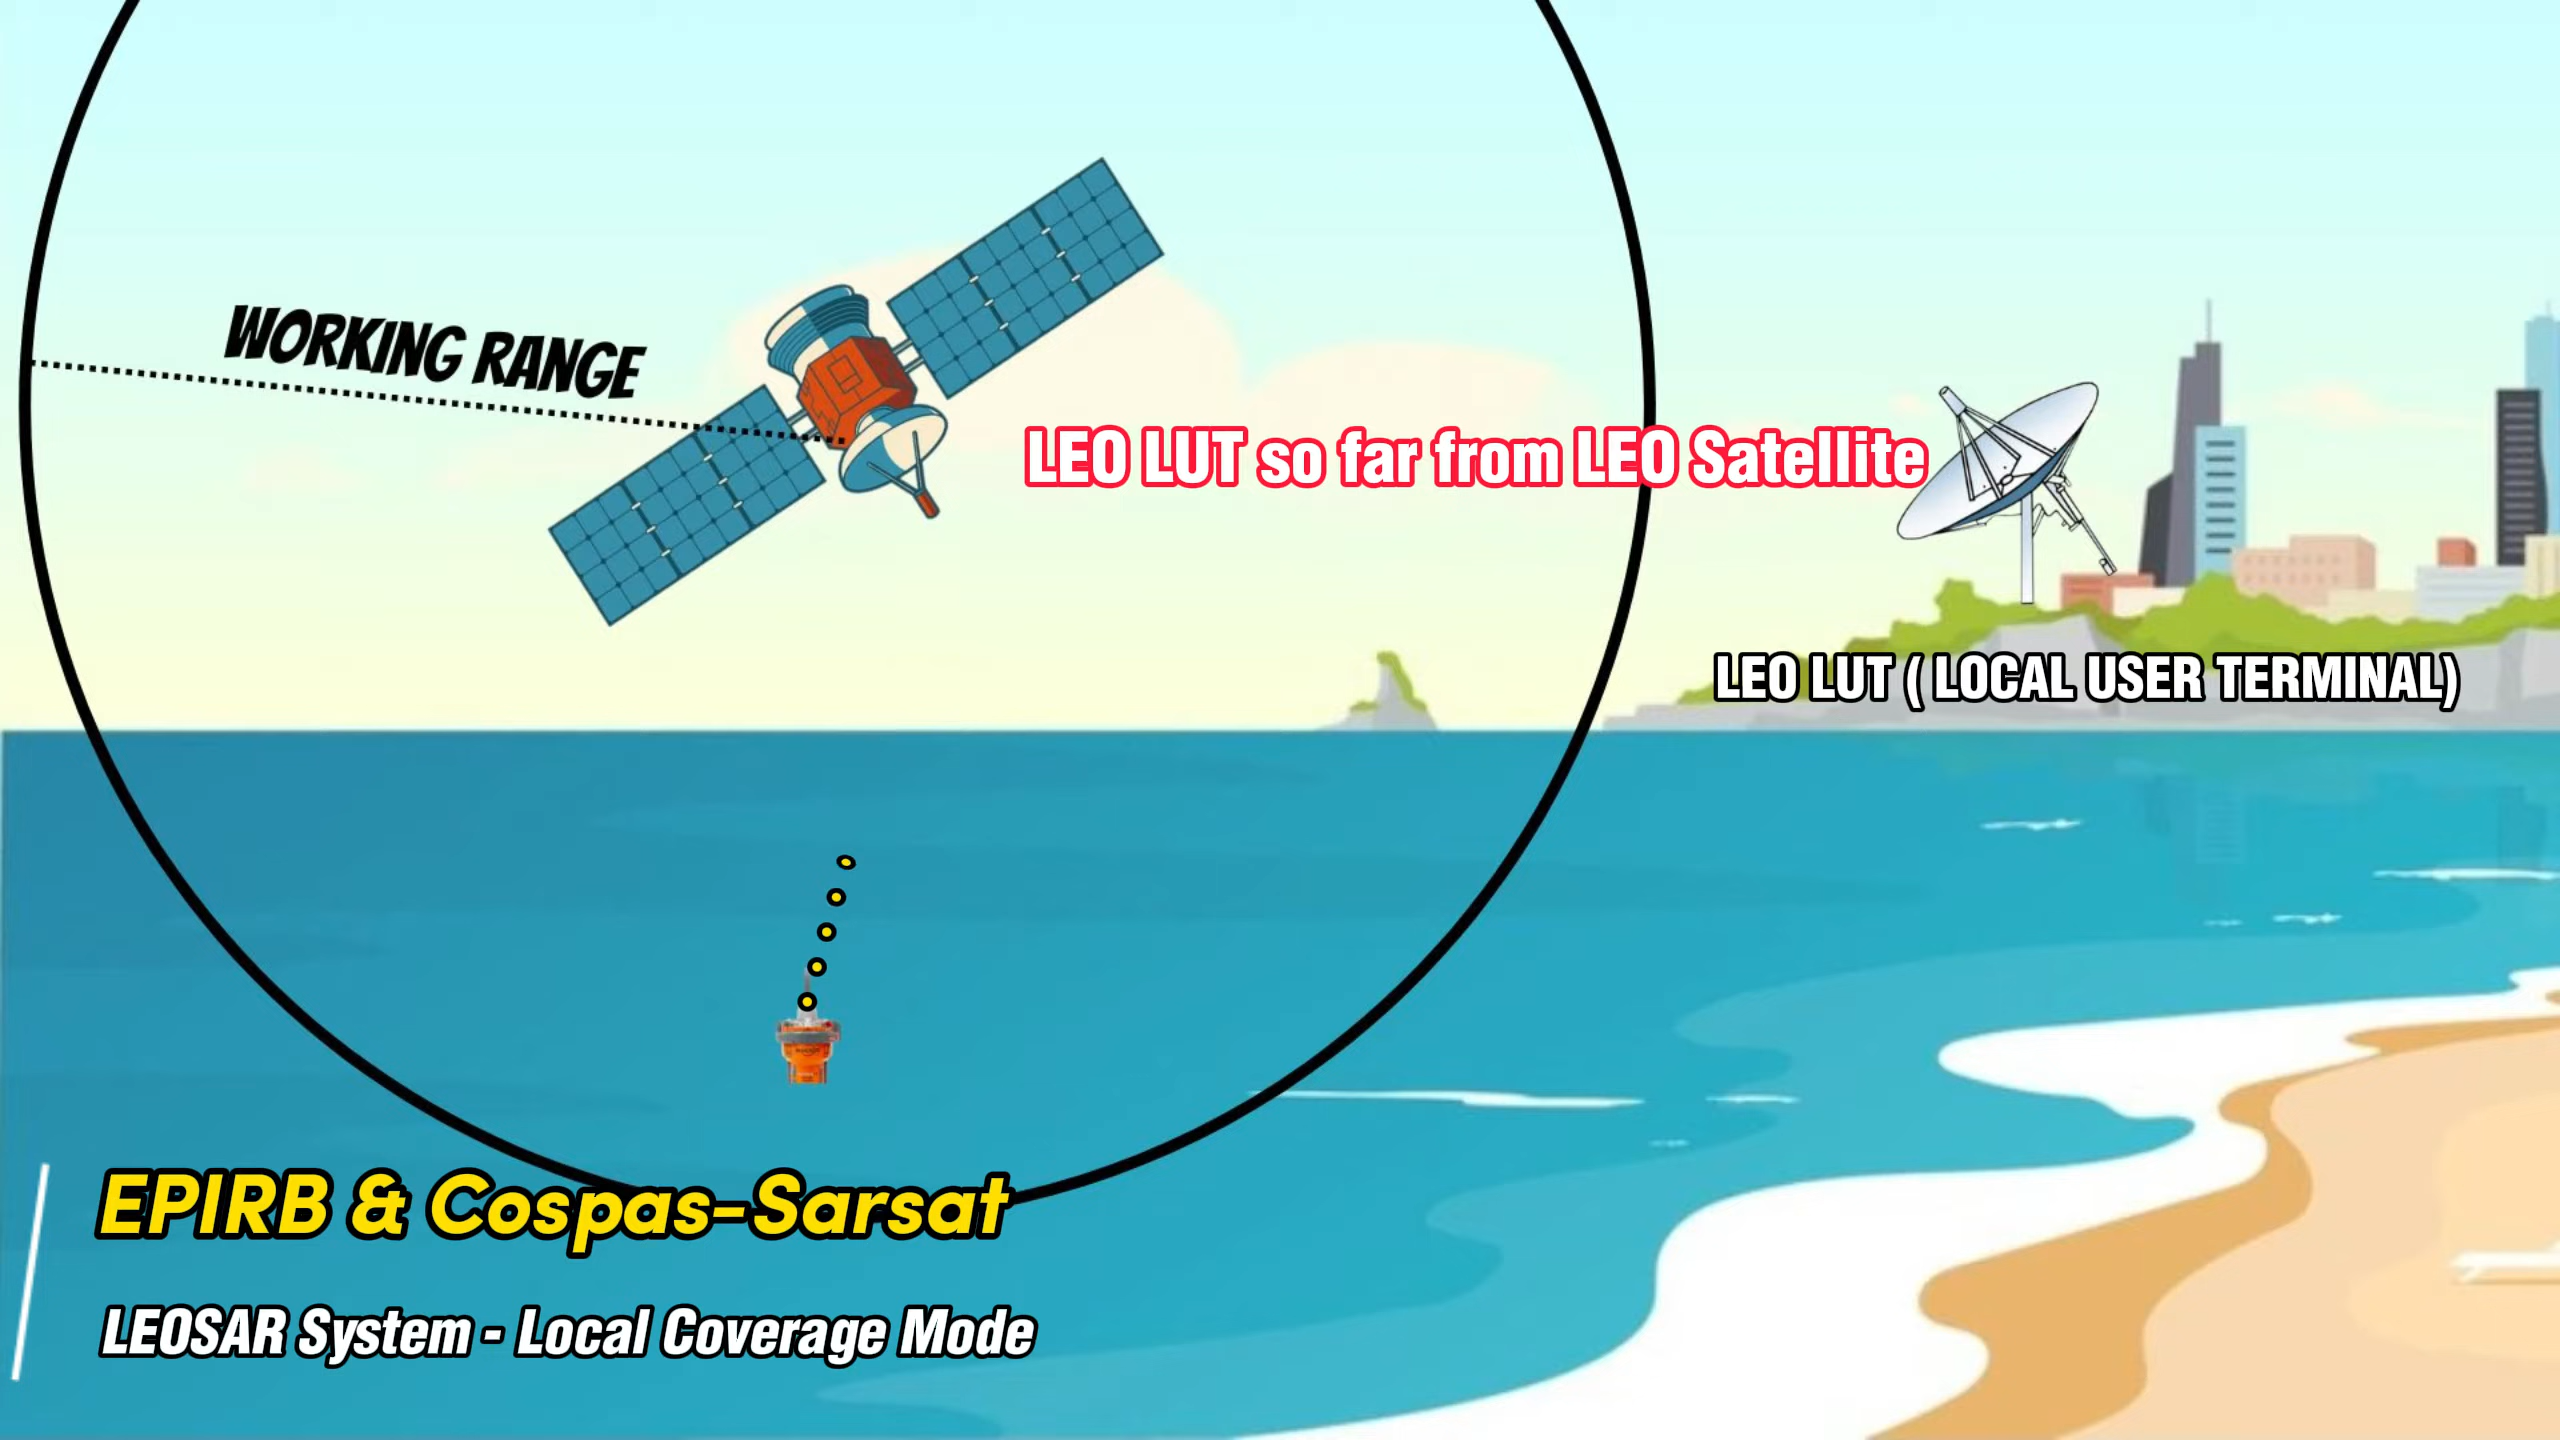 WORKING RANGE
LEO LUT so far from LEO Satellite
LEO LUT ( LOCAL USER TERMINAL)
EPIRB & Cospas-Sarsat
LEOSAR System - Local Coverage Mode